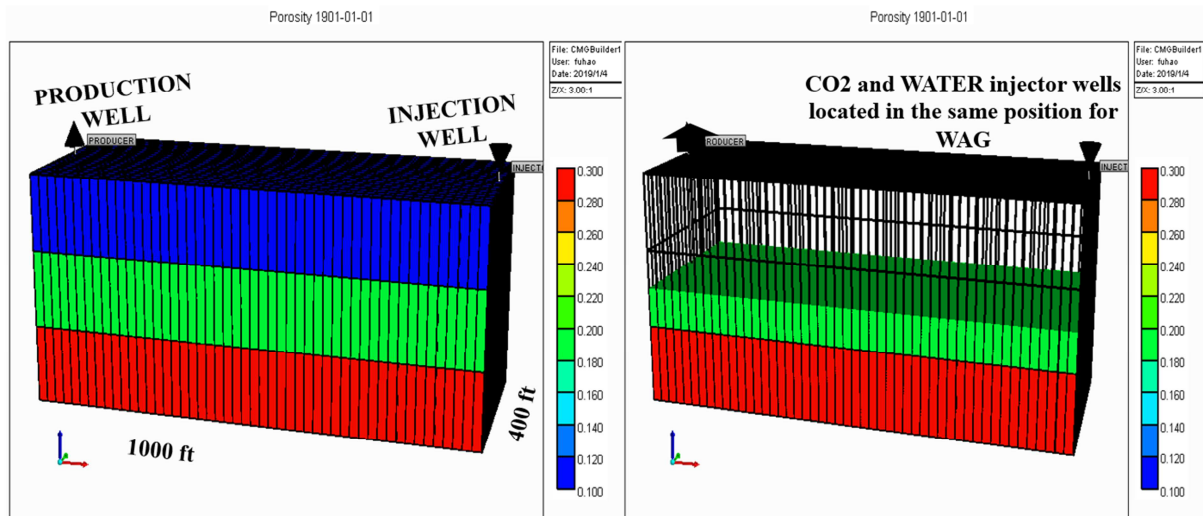 Porosity 1901-01-01
File: CMGBuilder1
User: fuhao
Date: 2019/1/4
Z/X: 3.00:1
PRODUCTION
WELL
INJECTION
WELL
PRODUCER
INJECTO
1000 ft
400 ft
0.300
0.280
0.260
0.240
0.220
0.200
0.180
0.160
0.140
0.120
0.100
Porosity 1901-01-01
File: CMGBuilder1
User: fuhao
Date: 2019/1/4
Z/X: 3.00:1
CO2 and WATER injector wells
located in the same position for
WAG
RODUCER
INJECT
0.300
0.280
0.260
0.240
0.220
0.200
0.180
0.160
0.140
0.120
0.100